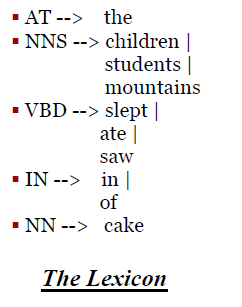 ▪ AT --> the
▪ NNS --> children |
students |
mountains
▪ VBD --> slept |
ate |
saw
▪ IN --> in |
of
▪ NN --> cake
The Lexicon